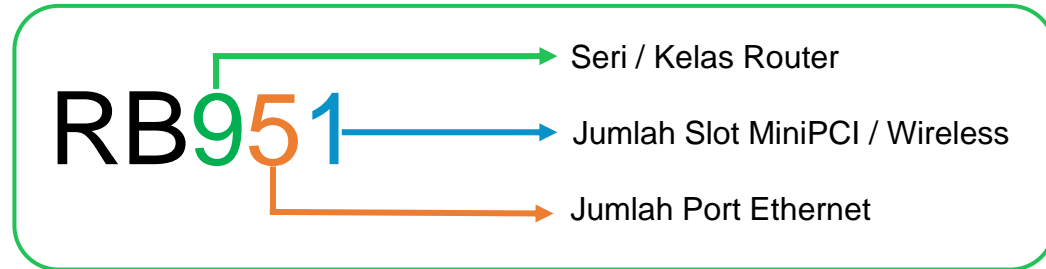 Seri / Kelas Router
RB951
Jumlah Slot MiniPCI / Wireless
Jumlah Port Ethernet